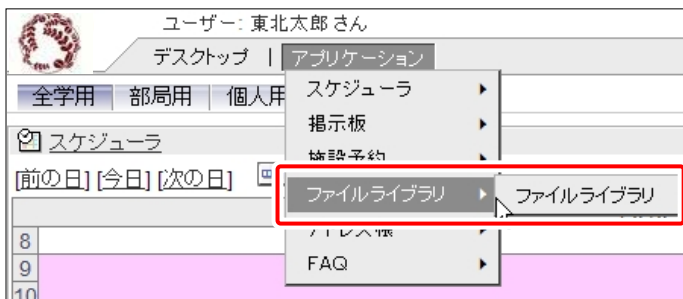 ユーザー: 東北太郎 さん
デスクトップ | アプリケーション
全学用 部局用 個人用
スケジューラ
掲示板
スケジューラ
施設予約
[前の日] [今日] [次の日]
ファイルライブラリ ファイルライブラリ
アドレス帳
8
FAQ
9
10